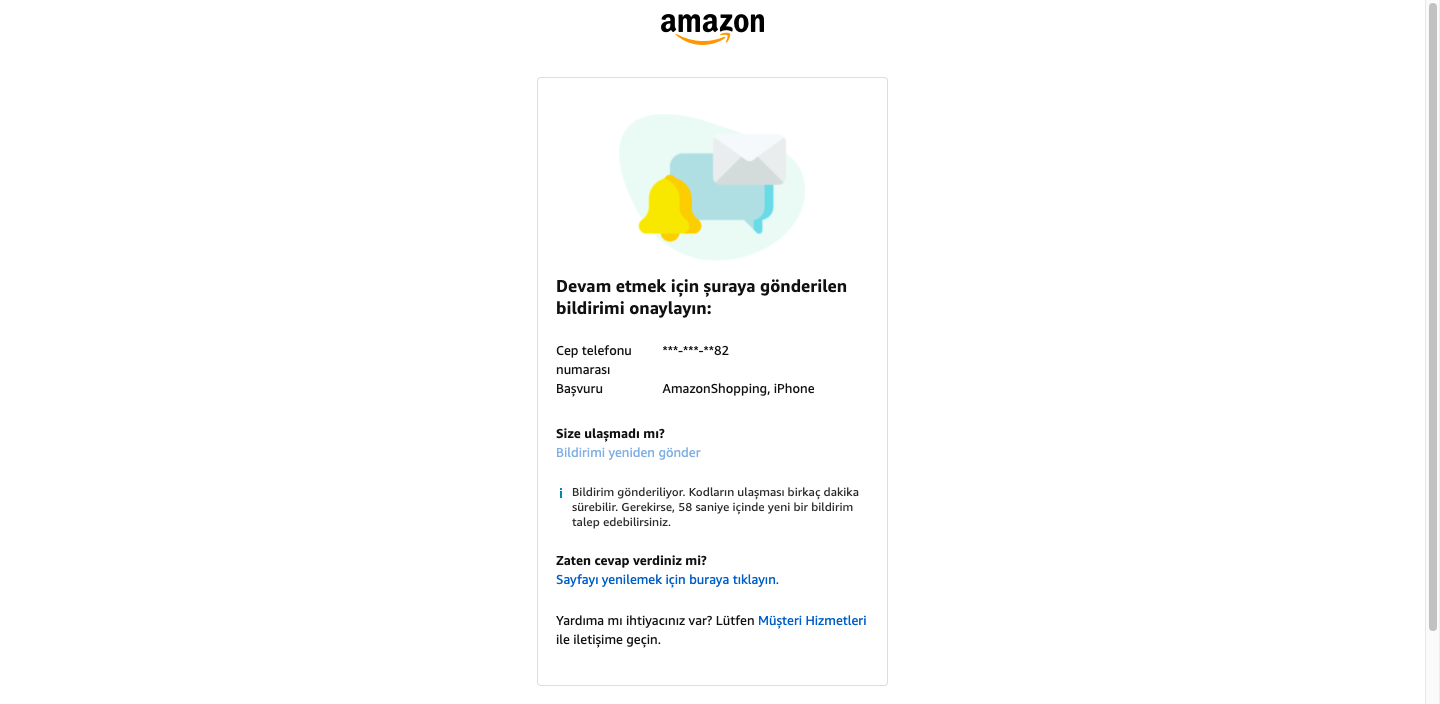 amazon
Devam etmek için şuraya gönderilen
bildirimi onaylayın:
Cep telefonu numarası ***-***-**82
Başvuru AmazonShopping, iPhone
Size ulaşmadı mı?
Bildirimi yeniden gönder
i Bildirim gönderiliyor. Kodların ulaşması birkaç dakika
sürebilir. Gerekirse, 58 saniye içinde yeni bir bildirim
talep edebilirsiniz.
Zaten cevap verdiniz mi?
Sayfayı yenilemek için buraya tıklayın.
Yardıma mı ihtiyacınız var? Lütfen Müşteri Hizmetleri
ile iletişime geçin.